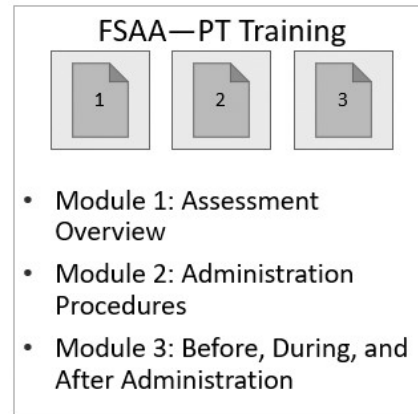 FSAA—PT Training
1 2 3
• Module 1: Assessment
Overview
• Module 2: Administration
Procedures
• Module 3: Before, During, and
After Administration